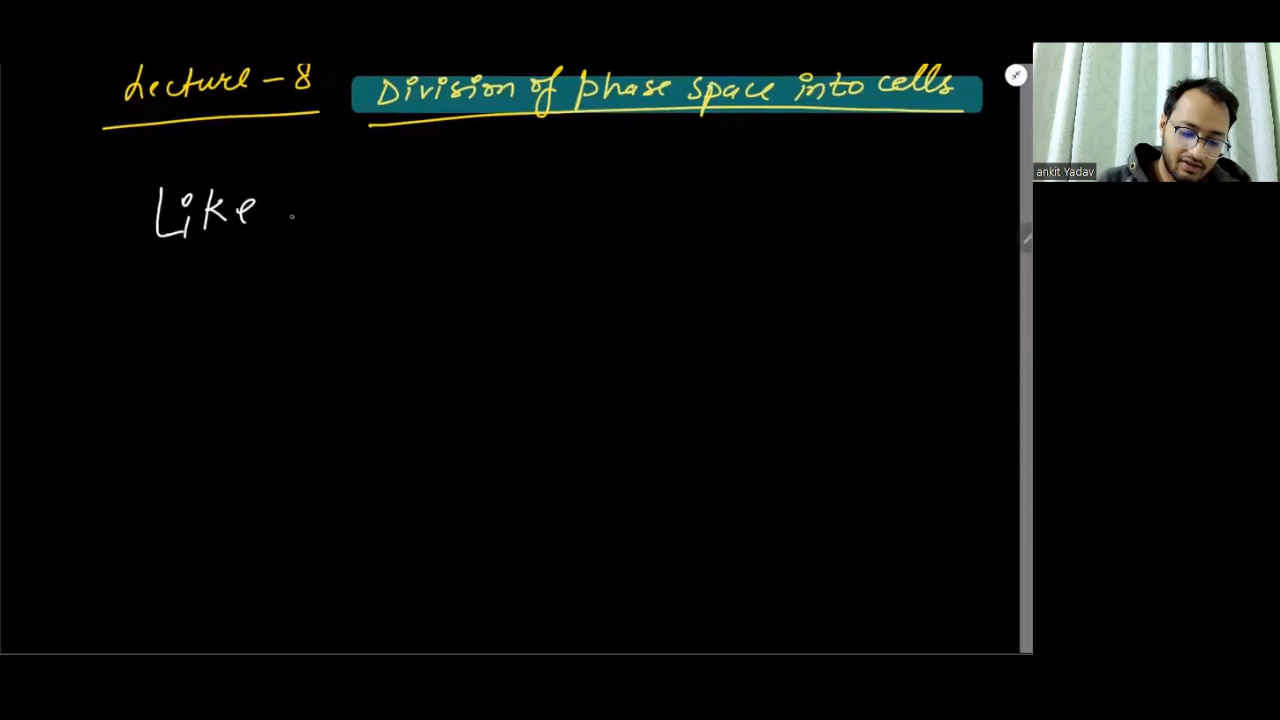 Lecture - 8 Division of phase space into cells
ankit Yadav
Like